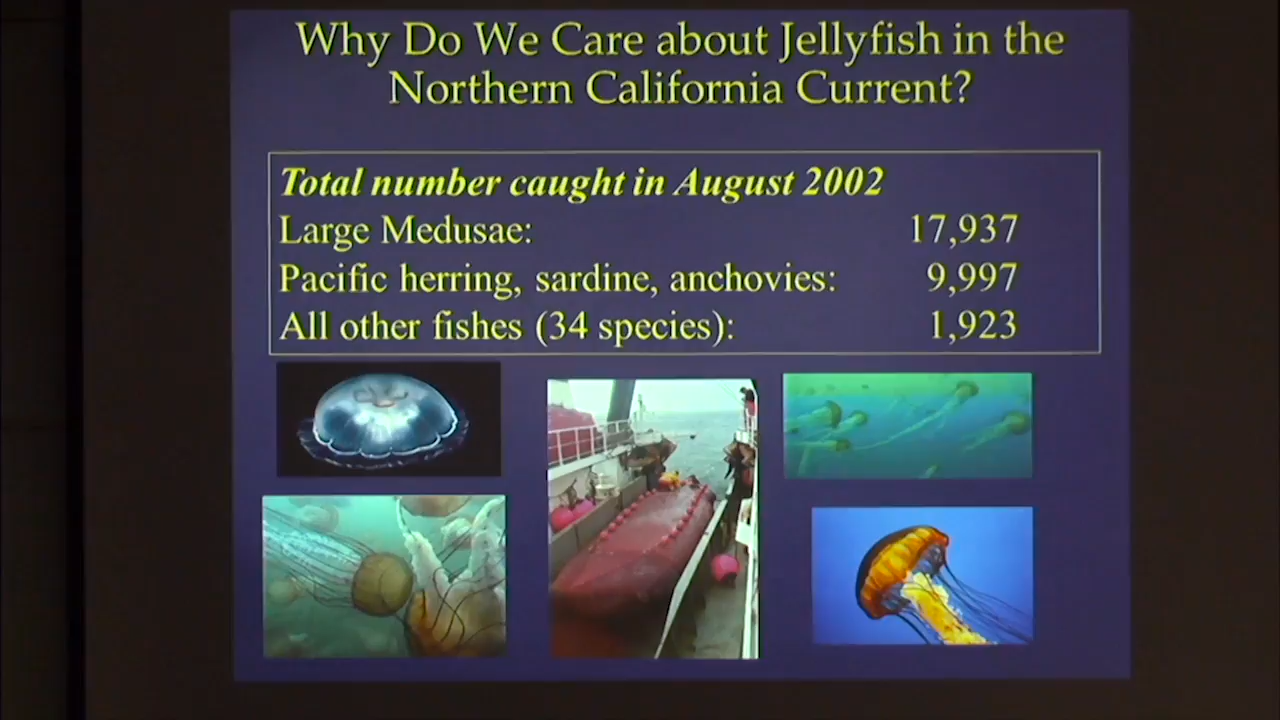 Why Do We Care about Jellyfish in the
Northern California Current?
Total number caught in August 2002
Large Medusae: 17,937
Pacific herring, sardine, anchovies: 9,997
All other fishes (34 species): 1,923